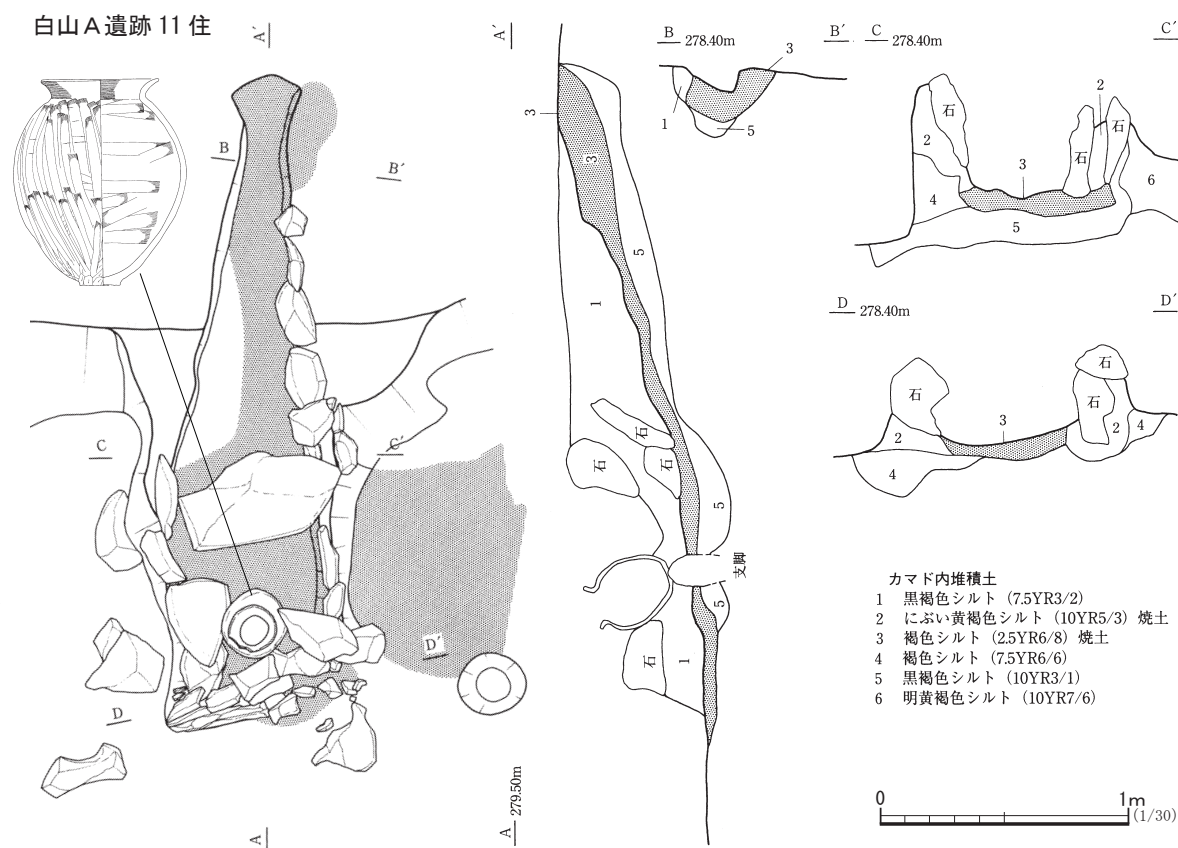 白山A遺跡 11 住
A´
A´
B 278.40m
B´
C 278.40m
C´
3
1
5
3
3
5
1
石
石
石
5
支脚
5
石
1
2
石
2
石
石
3
4
5
6
B
B´
C
C´
D
D´
D 278.40m
D´
石
石
石
3
2
2
4
4
A
A 279.50m
カマド内堆積土
1 黒褐色シルト(7.5YR3/2)
2 にぶい黄褐色シルト(10YR5/3)焼土
3 褐色シルト(2.5YR6/8)焼土
4 褐色シルト(7.5YR6/6)
5 黒褐色シルト(10YR3/1)
6 明黄褐色シルト(10YR7/6)
0 1m
(1/30)